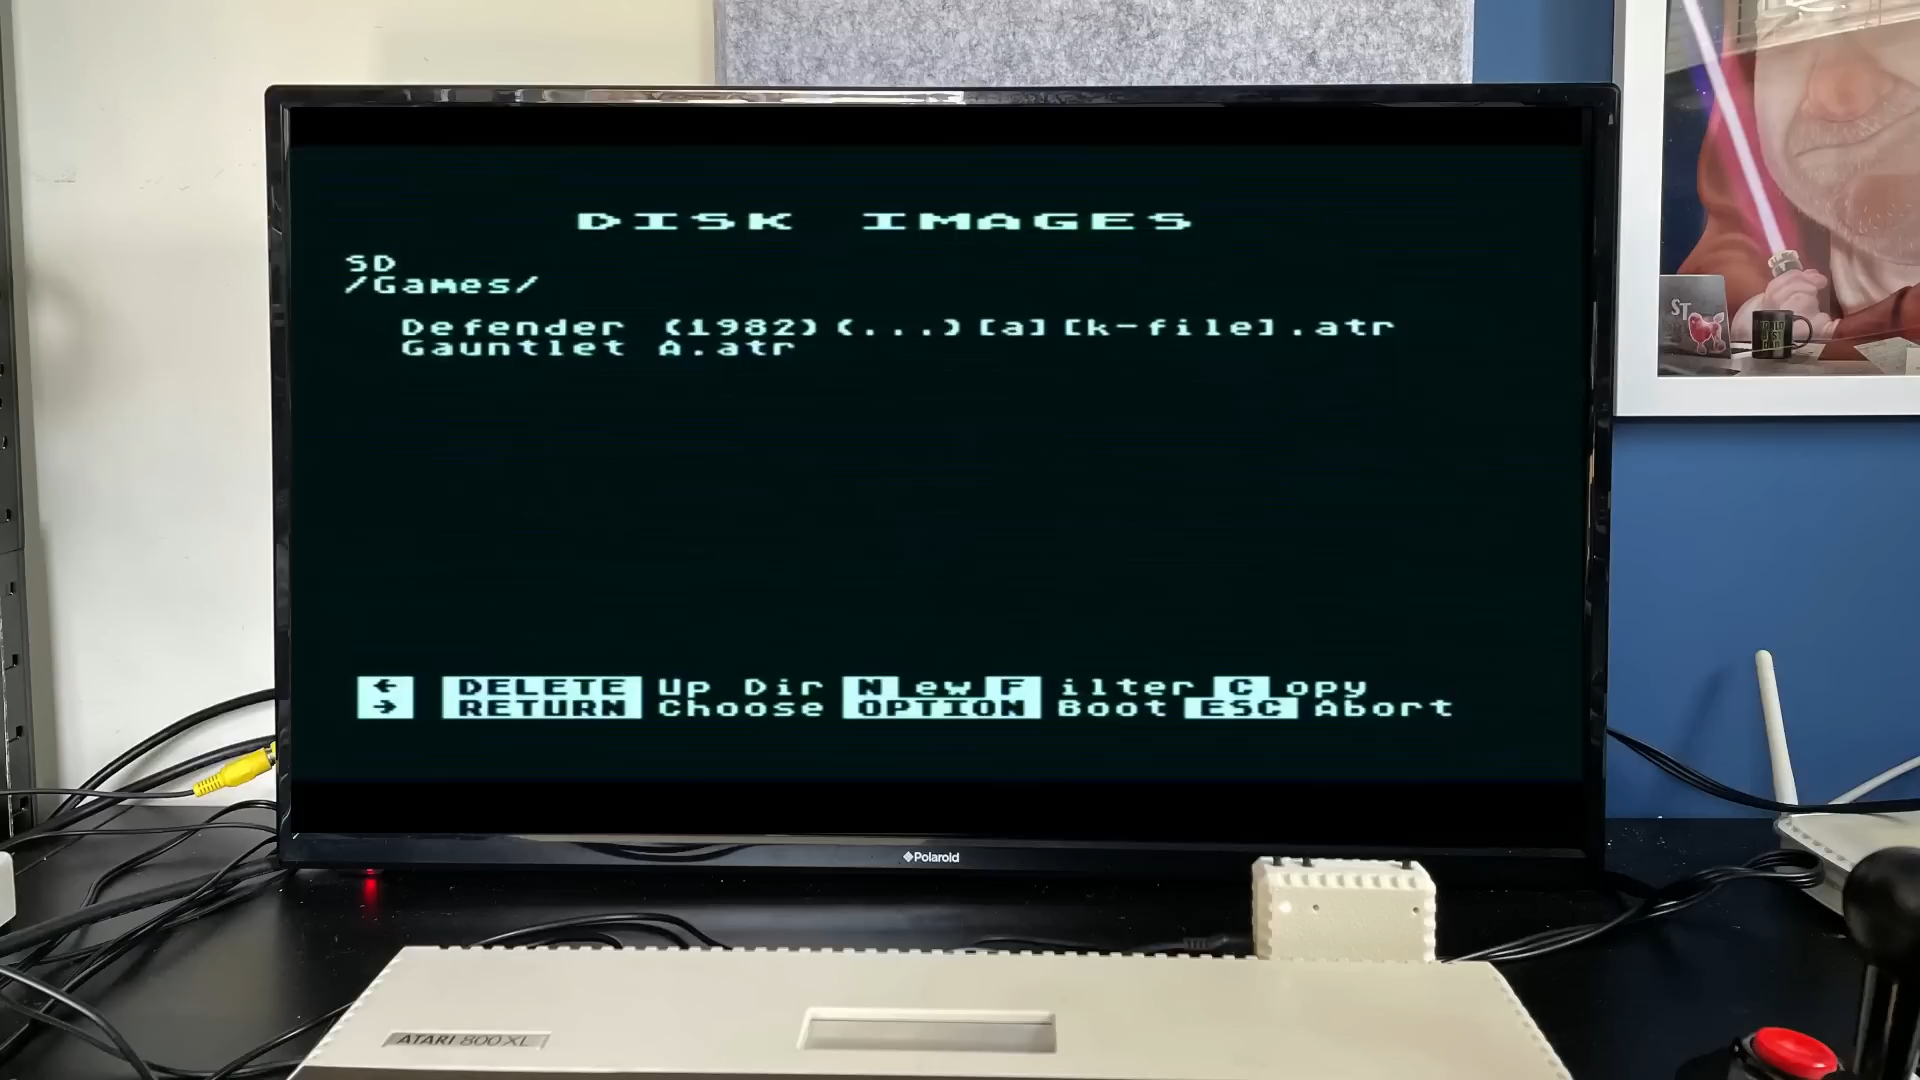 DISK IMAGES
SD
/Games/
Defender (1982)(...)[a][k-file].atr
Gauntlet A.atr
← DELETE Up Dir New Filter Copy
→ RETURN Choose OPTION Boot ESC Abort
Polaroid
ATARI 800XL
ST